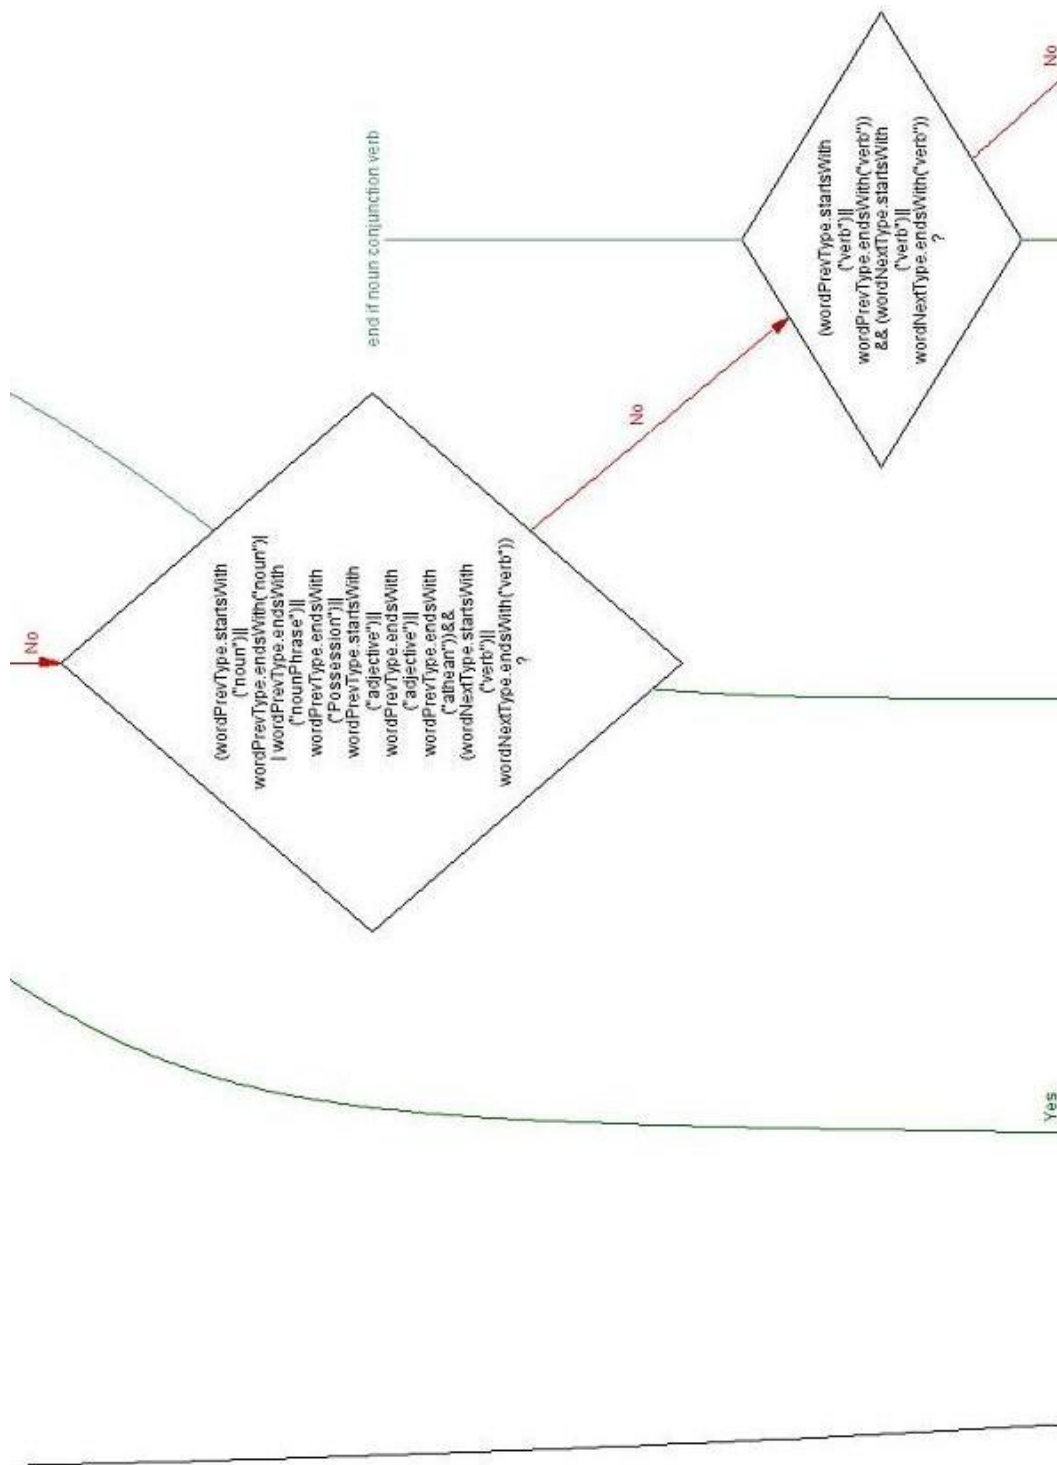 No
(wordPrevType.startsWith
("noun")||
wordPrevType.endsWith("noun")|
| wordPrevType.endsWith
("nounPhrase")||
wordPrevType.endsWith
("Possession")||
wordPrevType.startsWith
("adjective")||
wordPrevType.endsWith
("adjective")||
wordPrevType.endsWith
("alhean"))&&
(wordNextType.startsWith
("verb")||
wordNextType.endsWith("verb"))
?
end if noun conjunction verb
No
(wordPrevType.startsWith
("verb")||
wordPrevType.endsWith("verb"))
&& (wordNextType.startsWith
("verb")||
wordNextType.endsWith("verb"))
?
No
Yes